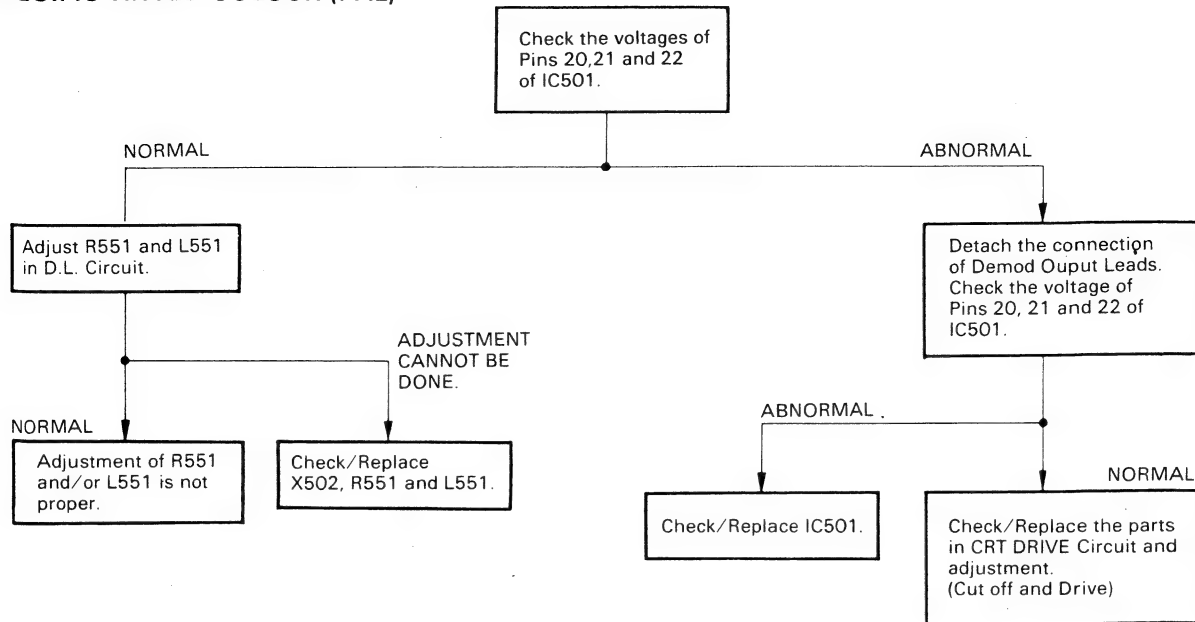 Check the voltages of
Pins 20,21 and 22
of IC501.
NORMAL
ABNORMAL
Adjust R551 and L551
in D.L. Circuit.
Detach the connection
of Demod Ouput Leads.
Check the voltage of
Pins 20, 21 and 22 of
IC501.
ADJUSTMENT
CANNOT BE
DONE.
NORMAL
ABNORMAL
NORMAL
Adjustment of R551
and/or L551 is not
proper.
Check/Replace
X502, R551 and L551.
Check/Replace IC501.
Check/Replace the parts
in CRT DRIVE Circuit and
adjustment.
(Cut off and Drive)